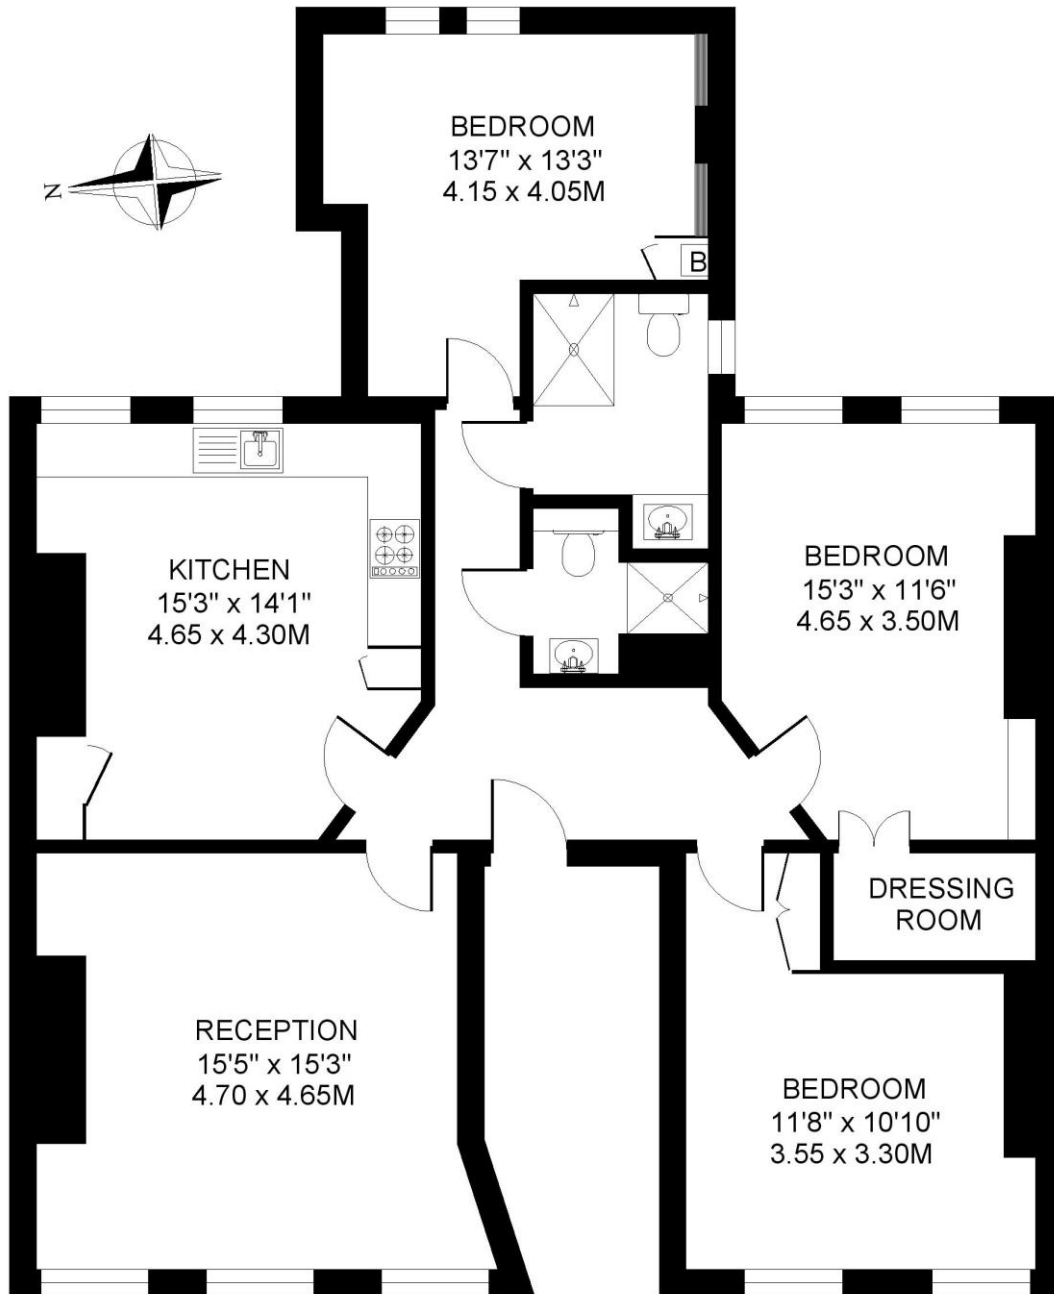 BEDROOM
13'7" x 13'3"
4.15 x 4.05M
N
B
KITCHEN
15'3" x 14'1"
4.65 x 4.30M
BEDROOM
15'3" x 11'6"
4.65 x 3.50M
DRESSING
ROOM
RECEPTION
15'5" x 15'3"
4.70 x 4.65M
BEDROOM
11'8" x 10'10"
3.55 x 3.30M